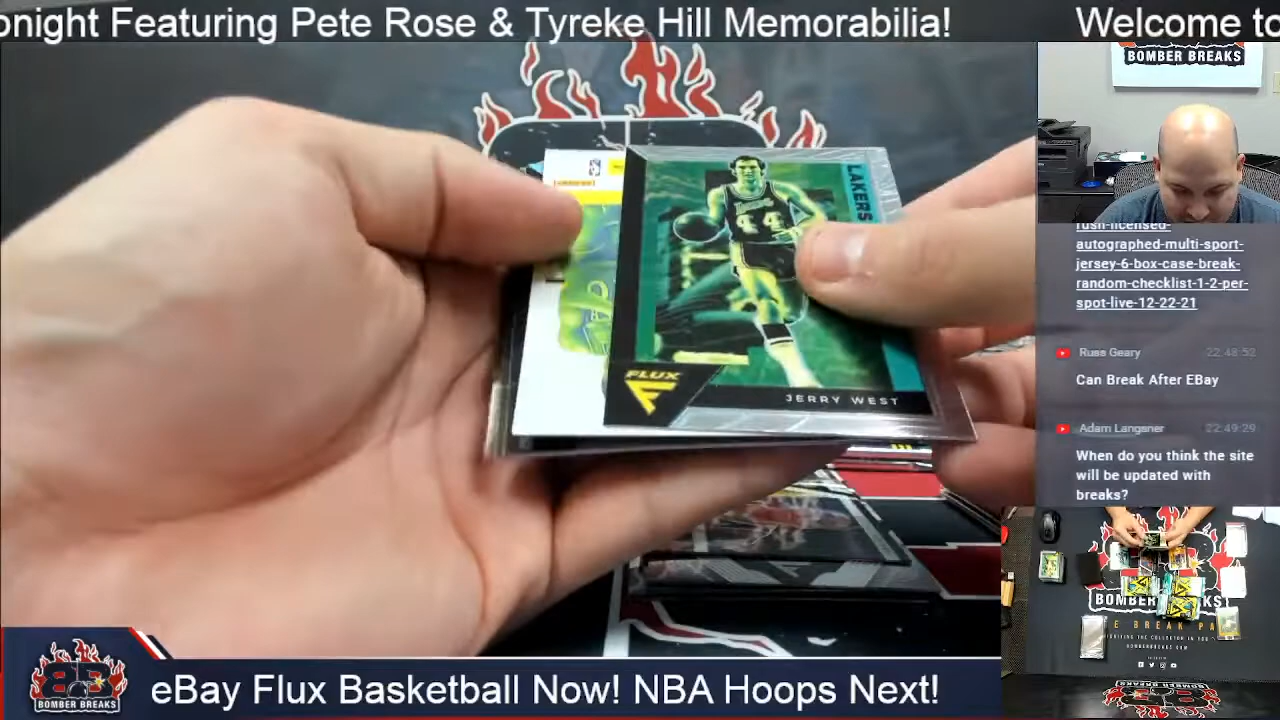 onight Featuring Pete Rose & Tyreke Hill Memorabilia!
Welcome to
BOMBER BREAKS
LAKERS
44
FLUX
JERRY WEST
rush-licensed-
autographed-multi-sport-
jersey-6-box-case-break-
random-checklist-1-2-per-
spot-live-12-22-21
Russ Geary 22:48:52
Can Break After EBay
Adam Langsner 22:49:29
When do you think the site
will be updated with
breaks?
BOMBER BREAKS
eBay Flux Basketball Now! NBA Hoops Next!